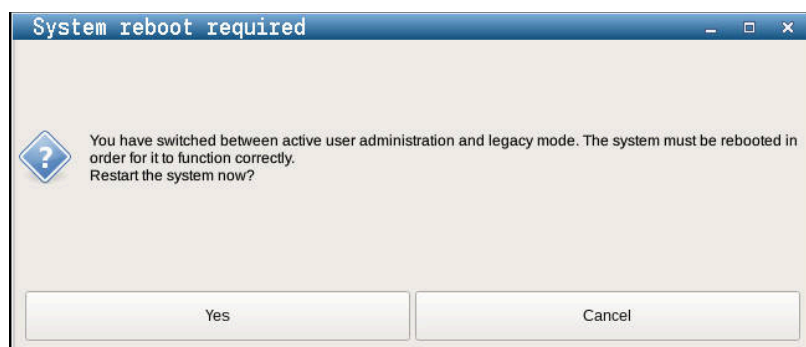 System reboot required
You have switched between active user administration and legacy mode. The system must be rebooted in
order for it to function correctly.
Restart the system now?
Yes
Cancel